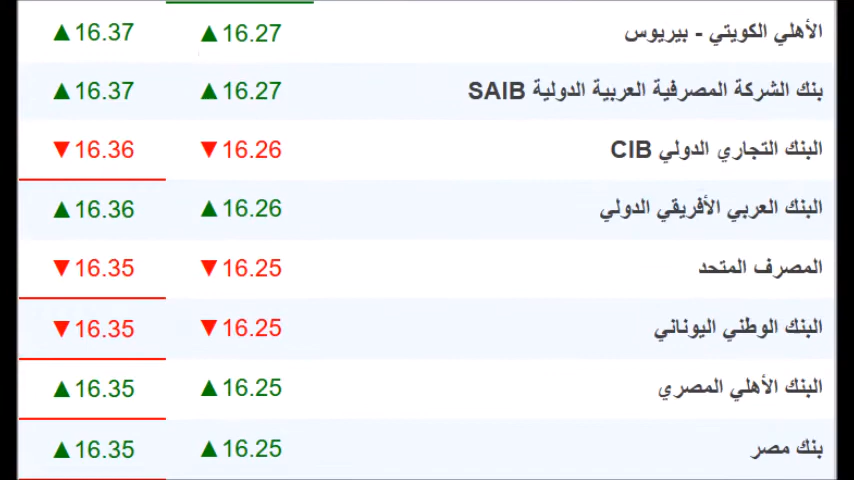 الأهلي الكويتي - بيريوس ▲16.27 ▲16.37
بنك الشركة المصرفية العربية الدولية SAIB ▲16.27 ▲16.37
البنك التجاري الدولي CIB ▼16.26 ▼16.36
البنك العربي الأفريقي الدولي ▲16.26 ▲16.36
المصرف المتحد ▼16.25 ▼16.35
البنك الوطني اليوناني ▼16.25 ▼16.35
البنك الأهلي المصري ▲16.25 ▲16.35
بنك مصر ▲16.25 ▲16.35